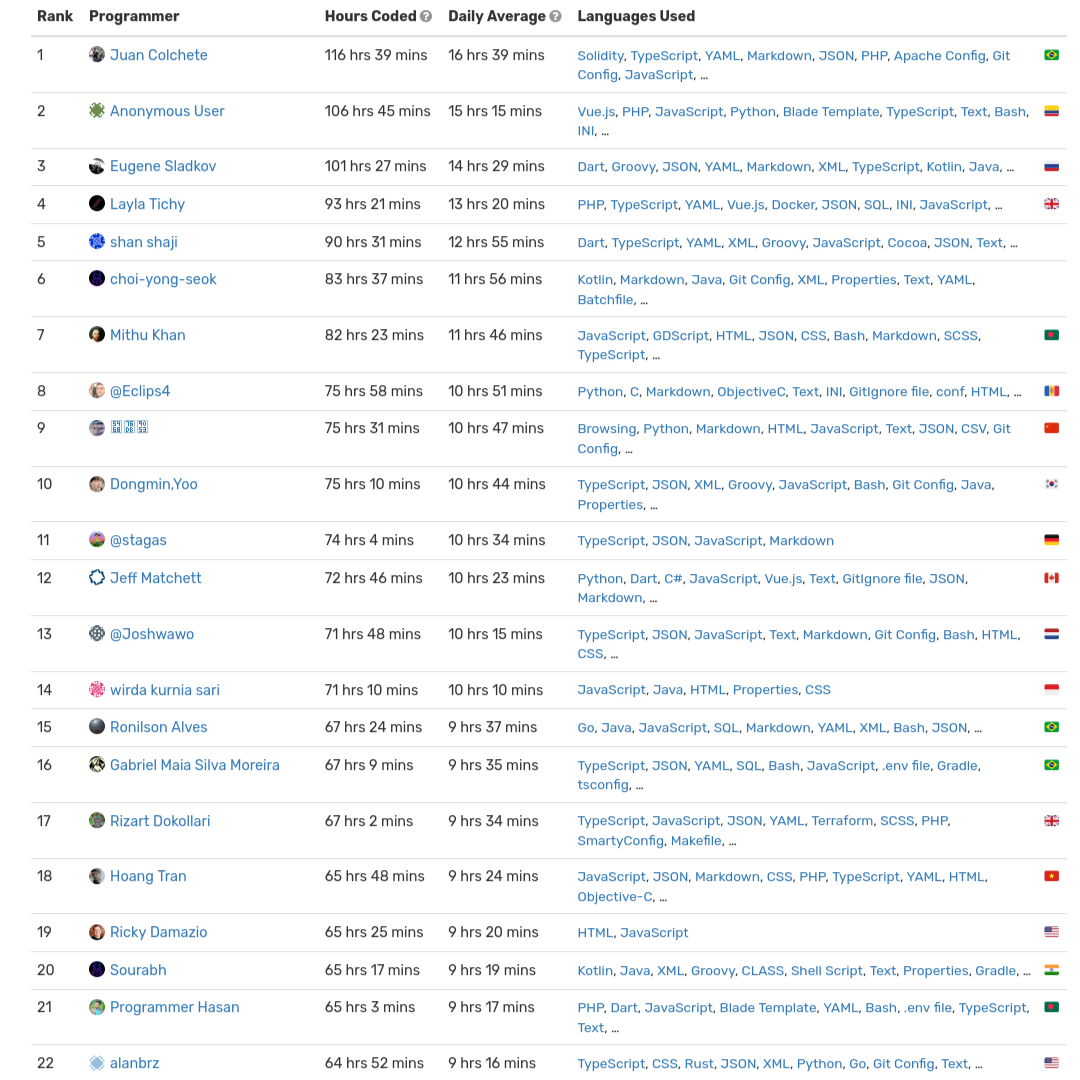 Rank Programmer Hours Coded Daily Average Languages Used
1 Juan Colchete 116 hrs 39 mins 16 hrs 39 mins Solidity, TypeScript, YAML, Markdown, JSON, PHP, Apache Config, Git
Config, JavaScript, …
2 Anonymous User 106 hrs 45 mins 15 hrs 15 mins Vue.js, PHP, JavaScript, Python, Blade Template, TypeScript, Text, Bash,
INI, …
3 Eugene Sladkov 101 hrs 27 mins 14 hrs 29 mins Dart, Groovy, JSON, YAML, Markdown, XML, TypeScript, Kotlin, Java, …
4 Layla Tichy 93 hrs 21 mins 13 hrs 20 mins PHP, TypeScript, YAML, Vue.js, Docker, JSON, SQL, INI, JavaScript, …
5 shan shaji 90 hrs 31 mins 12 hrs 55 mins Dart, TypeScript, YAML, XML, Groovy, JavaScript, Cocoa, JSON, Text, …
6 choi-yong-seok 83 hrs 37 mins 11 hrs 56 mins Kotlin, Markdown, Java, Git Config, XML, Properties, Text, YAML,
Batchfile, …
7 Mithu Khan 82 hrs 23 mins 11 hrs 46 mins JavaScript, GDScript, HTML, JSON, CSS, Bash, Markdown, SCSS,
TypeScript, …
8 @Eclips4 75 hrs 58 mins 10 hrs 51 mins Python, C, Markdown, ObjectiveC, Text, INI, GitIgnore file, conf, HTML, …
9 75 hrs 31 mins 10 hrs 47 mins Browsing, Python, Markdown, HTML, JavaScript, Text, JSON, CSV, Git
Config, …
10 Dongmin,Yoo 75 hrs 10 mins 10 hrs 44 mins TypeScript, JSON, XML, Groovy, JavaScript, Bash, Git Config, Java,
Properties, …
11 @stagas 74 hrs 4 mins 10 hrs 34 mins TypeScript, JSON, JavaScript, Markdown
12 Jeff Matchett 72 hrs 46 mins 10 hrs 23 mins Python, Dart, C#, JavaScript, Vue.js, Text, GitIgnore file, JSON,
Markdown, …
13 @Joshwawo 71 hrs 48 mins 10 hrs 15 mins TypeScript, JSON, JavaScript, Text, Markdown, Git Config, Bash, HTML,
CSS, …
14 wirda kurnia sari 71 hrs 10 mins 10 hrs 10 mins JavaScript, Java, HTML, Properties, CSS
15 Ronilson Alves 67 hrs 24 mins 9 hrs 37 mins Go, Java, JavaScript, SQL, Markdown, YAML, XML, Bash, JSON, …
16 Gabriel Maia Silva Moreira 67 hrs 9 mins 9 hrs 35 mins TypeScript, JSON, YAML, SQL, Bash, JavaScript, .env file, Gradle,
tsconfig, …
17 Rizart Dokollari 67 hrs 2 mins 9 hrs 34 mins TypeScript, JavaScript, JSON, YAML, Terraform, SCSS, PHP,
SmartyConfig, Makefile, …
18 Hoang Tran 65 hrs 48 mins 9 hrs 24 mins JavaScript, JSON, Markdown, CSS, PHP, TypeScript, YAML, HTML,
Objective-C, …
19 Ricky Damazio 65 hrs 25 mins 9 hrs 20 mins HTML, JavaScript
20 Sourabh 65 hrs 17 mins 9 hrs 19 mins Kotlin, Java, XML, Groovy, CLASS, Shell Script, Text, Properties, Gradle, …
21 Programmer Hasan 65 hrs 3 mins 9 hrs 17 mins PHP, Dart, JavaScript, Blade Template, YAML, Bash, .env file, TypeScript,
Text, …
22 alanbrz 64 hrs 52 mins 9 hrs 16 mins TypeScript, CSS, Rust, JSON, XML, Python, Go, Git Config, Text, …